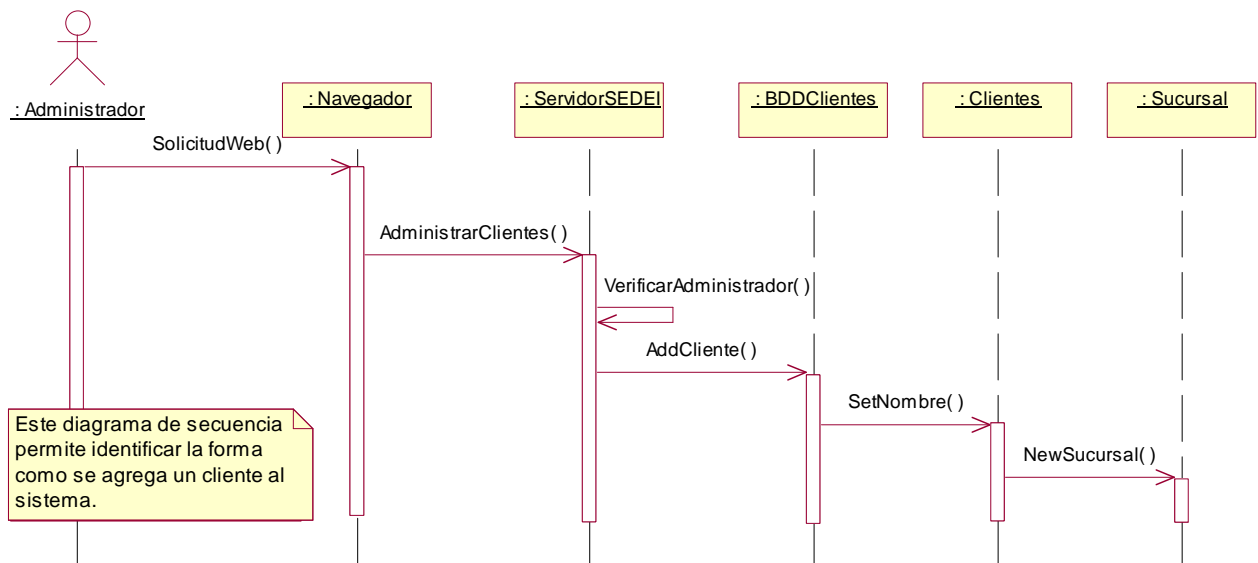 : Administrador
: Navegador
: ServidorSEDEI
: BDDClientes
: Clientes
: Sucursal
SolicitudWeb( )
AdministrarClientes( )
VerificarAdministrador( )
AddCliente( )
SetNombre( )
NewSucursal( )
Este diagrama de secuencia
permite identificar la forma
como se agrega un cliente al
sistema.